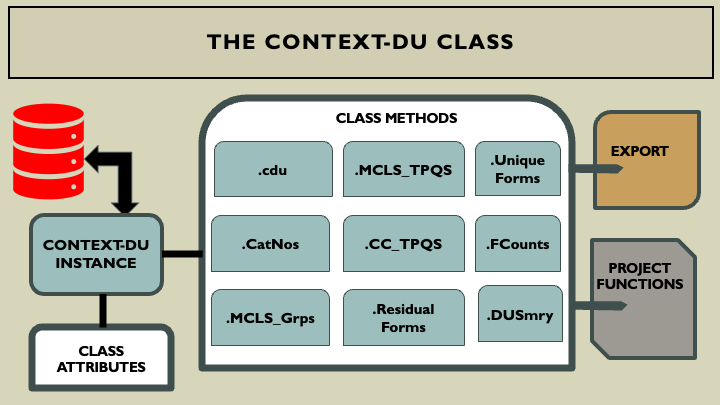 THE CONTEXT-DU CLASS
CLASS METHODS
.cdu
.MCLS_TPQS
.Unique
Forms
.CatNos
.CC_TPQS
.FCounts
.MCLS_Grps
.Residual
Forms
.DUSmry
CONTEXT-DU
INSTANCE
CLASS
ATTRIBUTES
EXPORT
PROJECT
FUNCTIONS